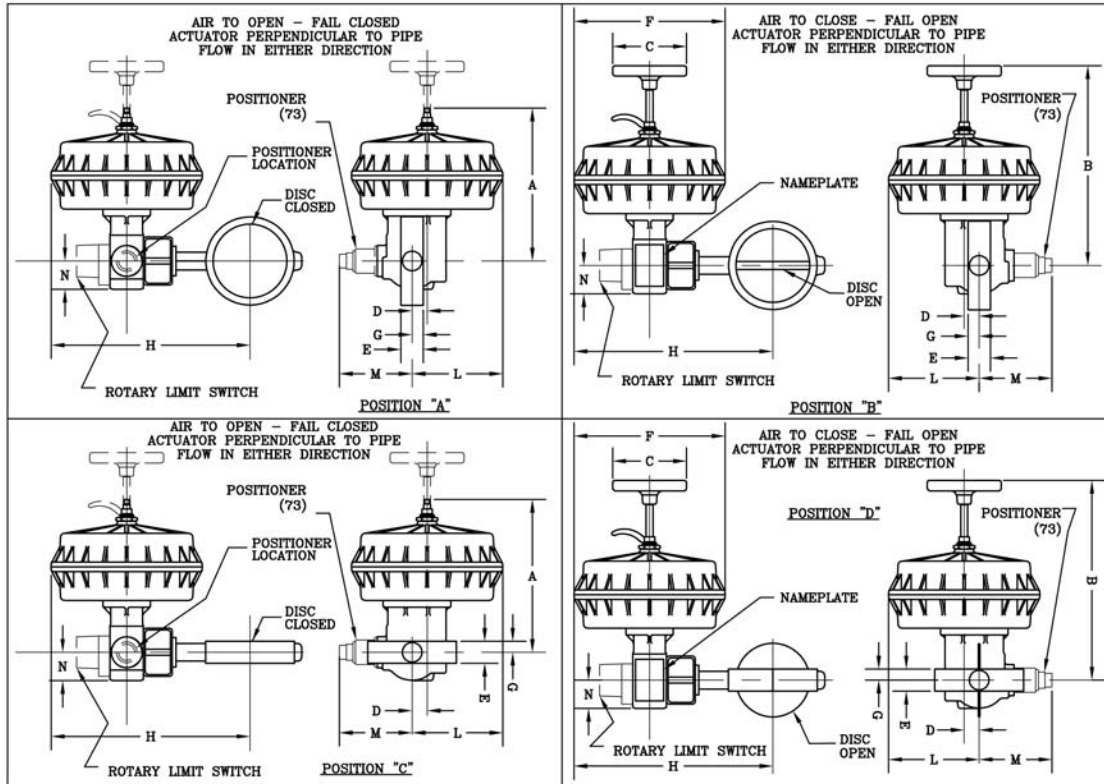 AIR TO OPEN – FAIL CLOSED
ACTUATOR PERPENDICULAR TO PIPE
FLOW IN EITHER DIRECTION
POSITIONER
(73)
POSITIONER
LOCATION
DISC
CLOSED
A
N
D
G
E
H
M
L
ROTARY LIMIT SWITCH
POSITION "A"
F
AIR TO CLOSE – FAIL OPEN
ACTUATOR PERPENDICULAR TO PIPE
FLOW IN EITHER DIRECTION
C
POSITIONER
(73)
B
NAMEPLATE
N
DISC
OPEN
D
G
E
H
L
M
ROTARY LIMIT SWITCH
POSITION "B"
AIR TO OPEN – FAIL CLOSED
ACTUATOR PERPENDICULAR TO PIPE
FLOW IN EITHER DIRECTION
POSITIONER
(73)
POSITIONER
LOCATION
A
DISC
CLOSED
N
E
G
D
H
M
L
ROTARY LIMIT SWITCH
POSITION "C"
F
AIR TO CLOSE – FAIL OPEN
ACTUATOR PERPENDICULAR TO PIPE
FLOW IN EITHER DIRECTION
C
POSITION "D"
POSITIONER
(73)
B
NAMEPLATE
N
G
E
D
DISC
OPEN
ROTARY LIMIT SWITCH
H
L
M